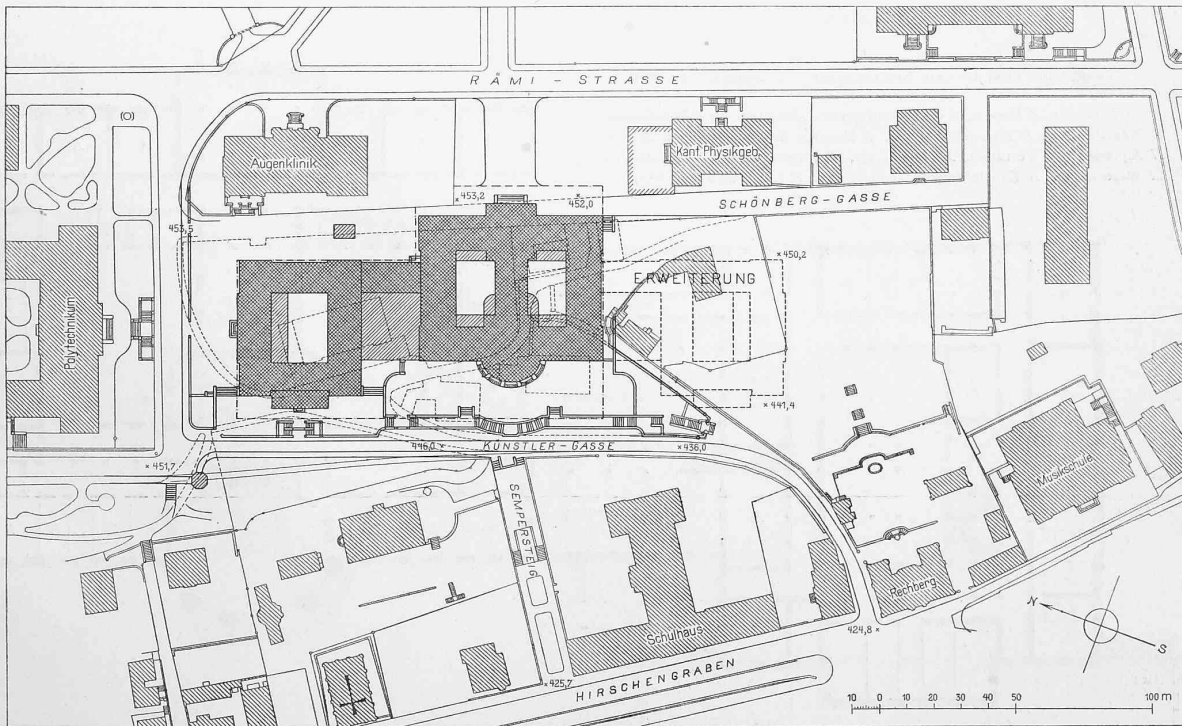 RÄMI - STRASSE
(O)
Augenklinik
Kant. Physikgeb.
×453,2
452,0
SCHÖNBERG-GASSE
453,5
×450,2
ERWEITERUNG
Polytechnikum
×441,4
446,0×
KÜNSTLER-GASSE
×436,0
×451,7
SEMPERSTEIG
Musikschule
Rechberg
Schulhaus
424,8×
N
S
×425,7
HIRSCHENGRABEN
10 0 10 20 30 40 50 100 m